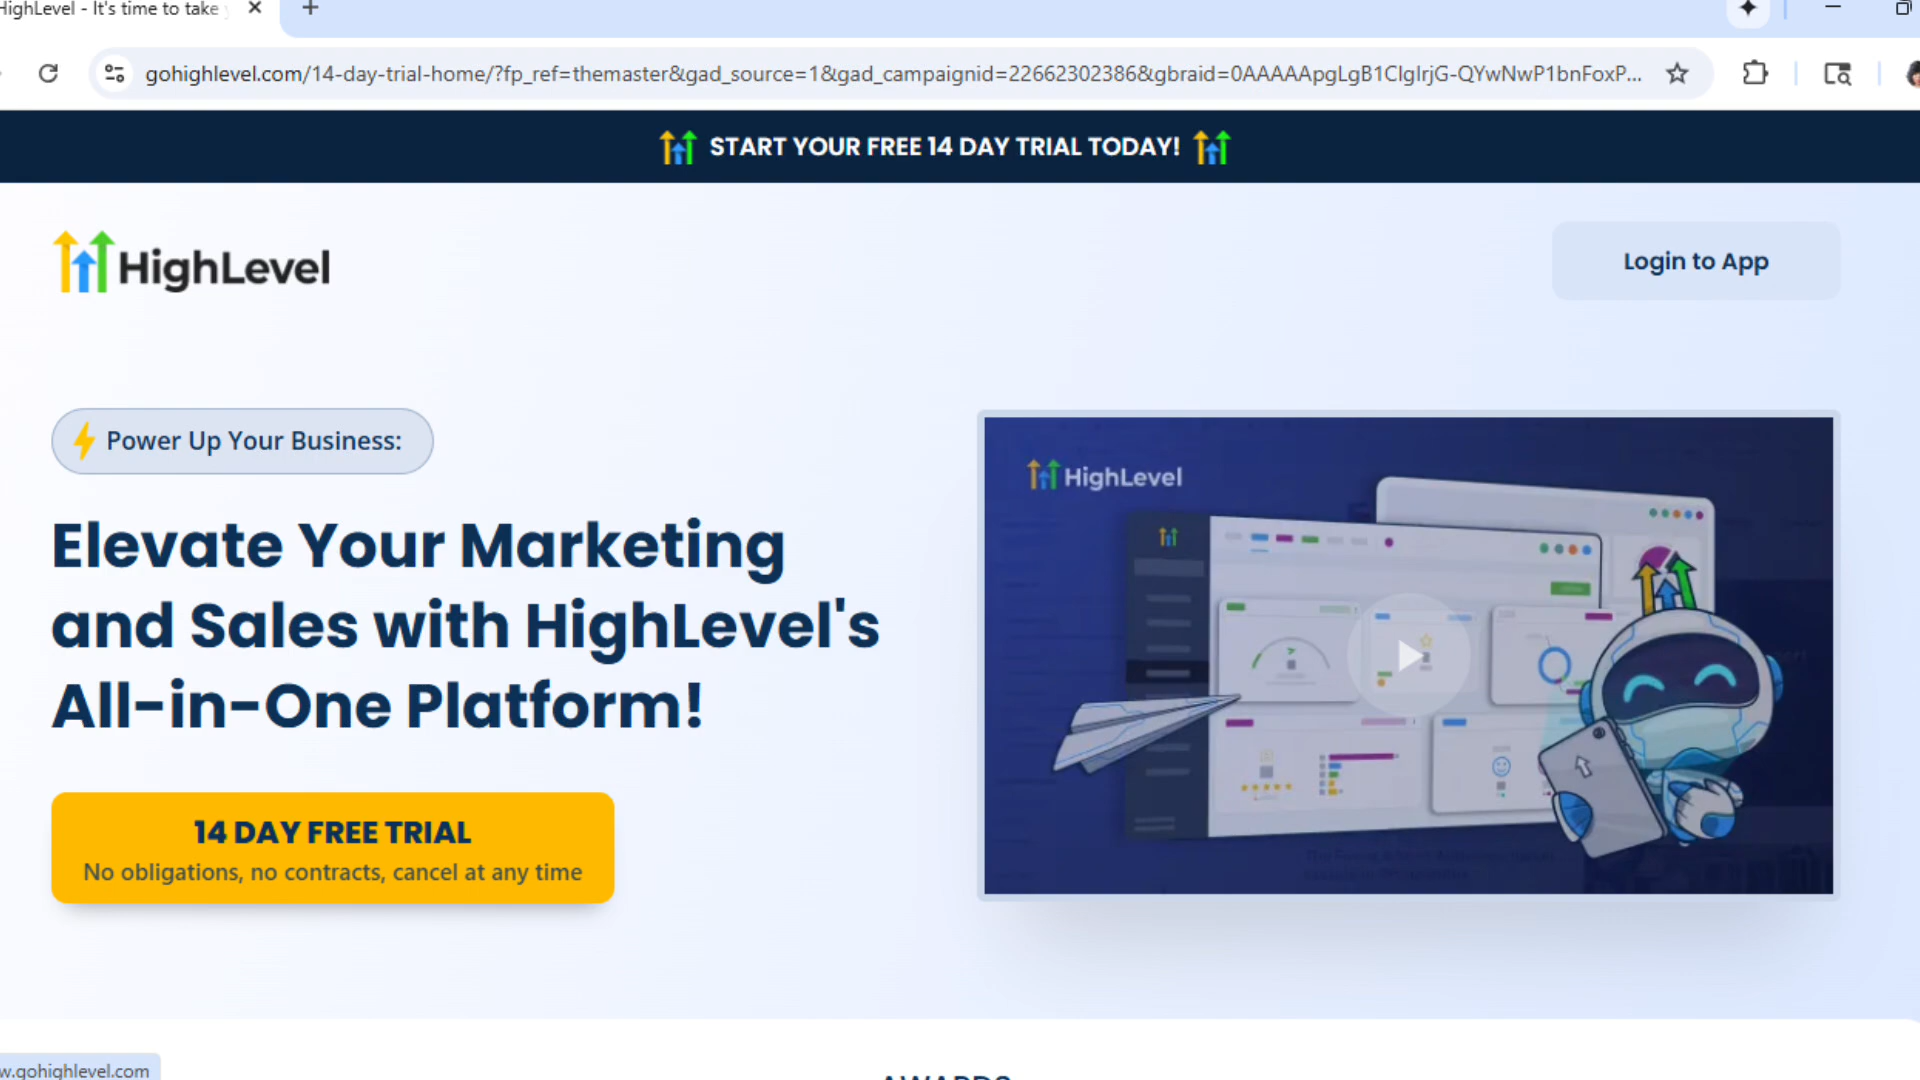 HighLevel - It's time to take
gohighlevel.com/14-day-trial-home/?fp_ref=themaster&gad_source=1&gad_campaignid=22662302386&gbraid=
START YOUR FREE 14 DAY TRIAL TODAY!
HighLevel
Login to App
Power Up Your Business:
HighLevel
Elevate Your Marketing
and Sales with HighLevel's
All-in-One Platform!
14 DAY FREE TRIAL
No obligations, no contracts, cancel at any time
w.gohighlevel.com
AWARDS